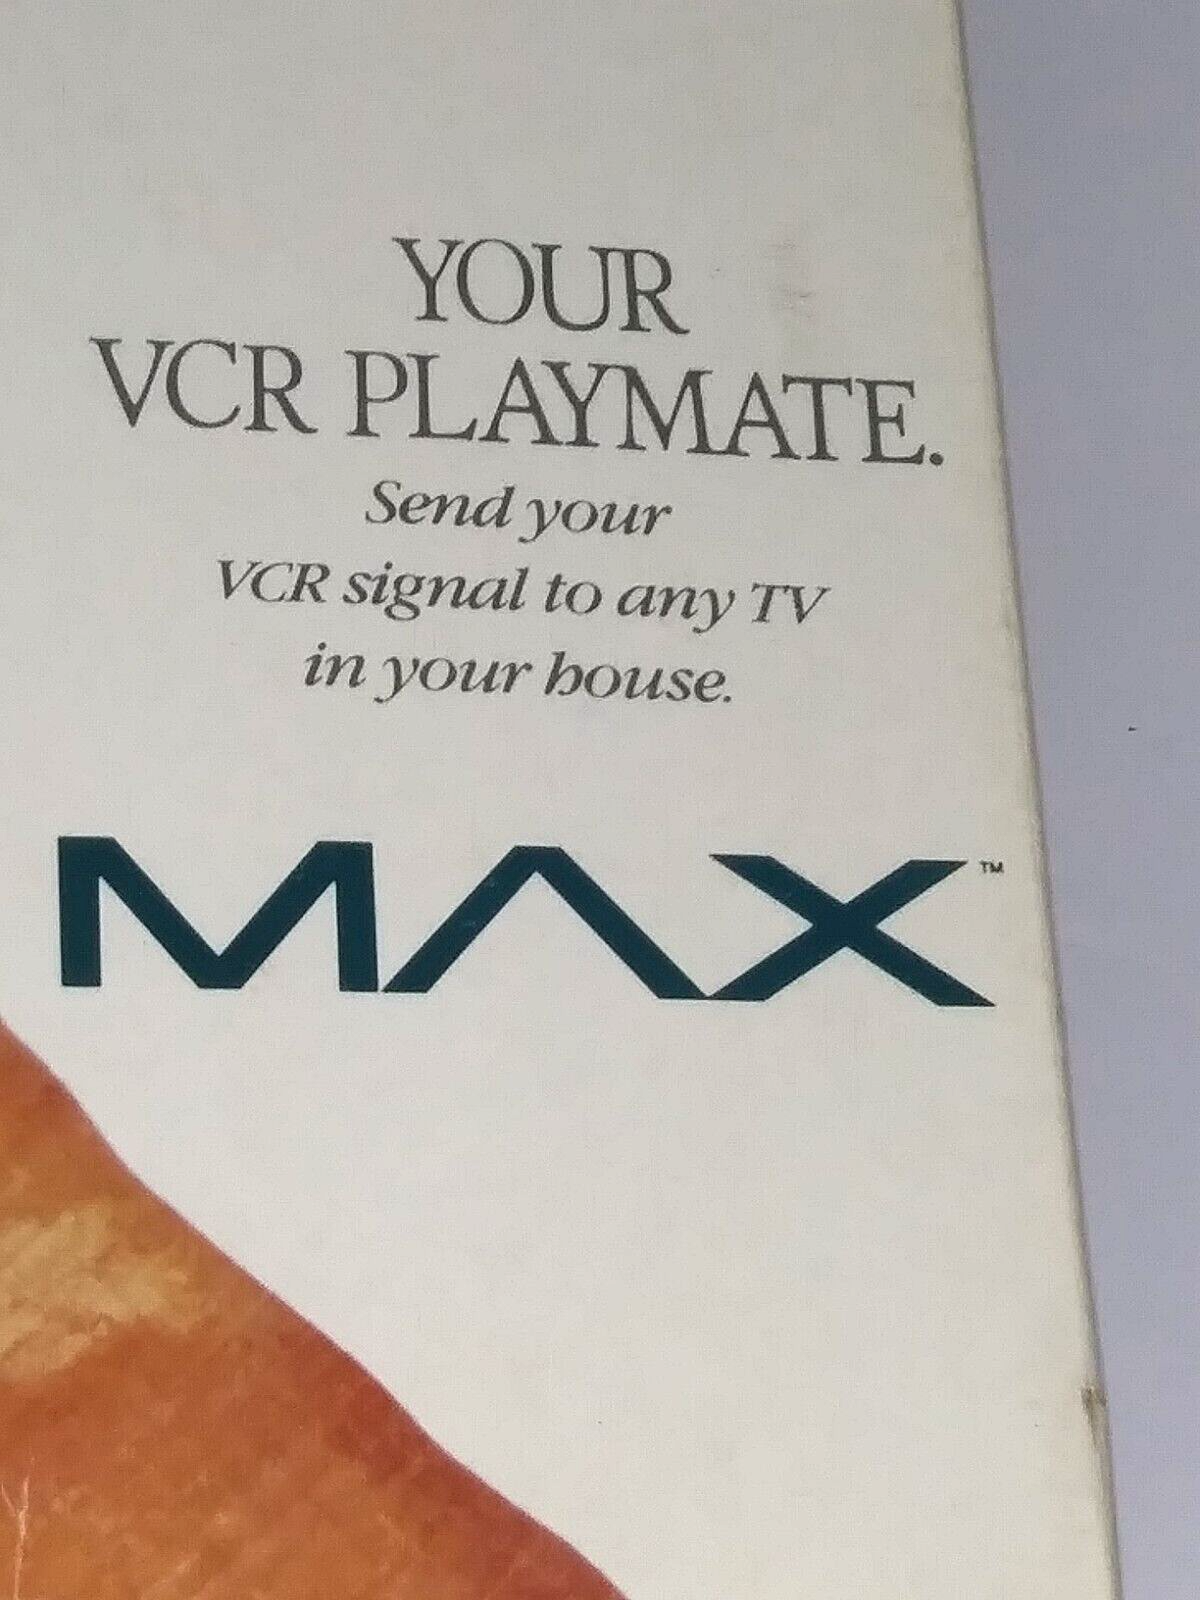 YOUR
VCR PLAYMATE.
Send your
VCR signal to any TV
in your house.
MAX™